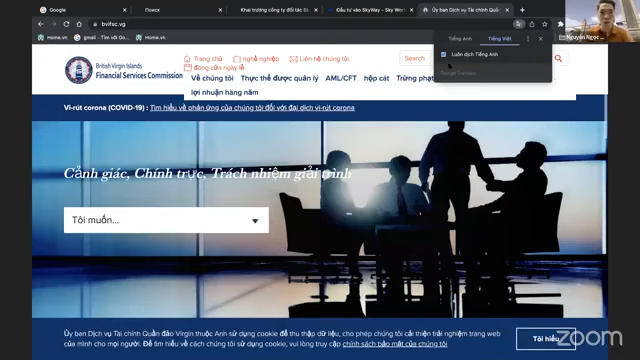 Google
Поиск
Khai trương công ty đối tác
Đầu tư vào SkyWay - Sky Worl
Ủy ban Dịch vụ Tài chính Quần
bvifsc.vg
Home.vn
gmail - Tìm với Go...
Home.vn
Tiếng Anh
Tiếng Việt
Luôn dịch Tiếng Anh
Google Translate
Nguyễn Ngọc
British Virgin Islands
Financial Services Commission
Trang chủ
nghề nghiệp
Liên hệ chúng tôi
đóng cửa ngày lễ
Search
Về chúng tôi
Thực thể được quản lý
AML/CFT
hộp cát
Trừng phạt
lợi nhuận hàng năm
Vi-rút corona (COVID-19) : Tìm hiểu về phản ứng của chúng tôi đối với đại dịch vi-rút corona
Cảnh giác, Chính trực, Trách nhiệm giải trình
Tôi muốn...
Ủy ban Dịch vụ Tài chính Quần đảo Virgin thuộc Anh sử dụng cookie để thu thập dữ liệu, cho phép chúng tôi cải thiện trải nghiệm trang web
của mình cho mọi người. Để tìm hiểu về cách chúng tôi sử dụng cookie, vui lòng truy cập chính sách bảo mật của chúng tôi
Tôi hiểu
zoom